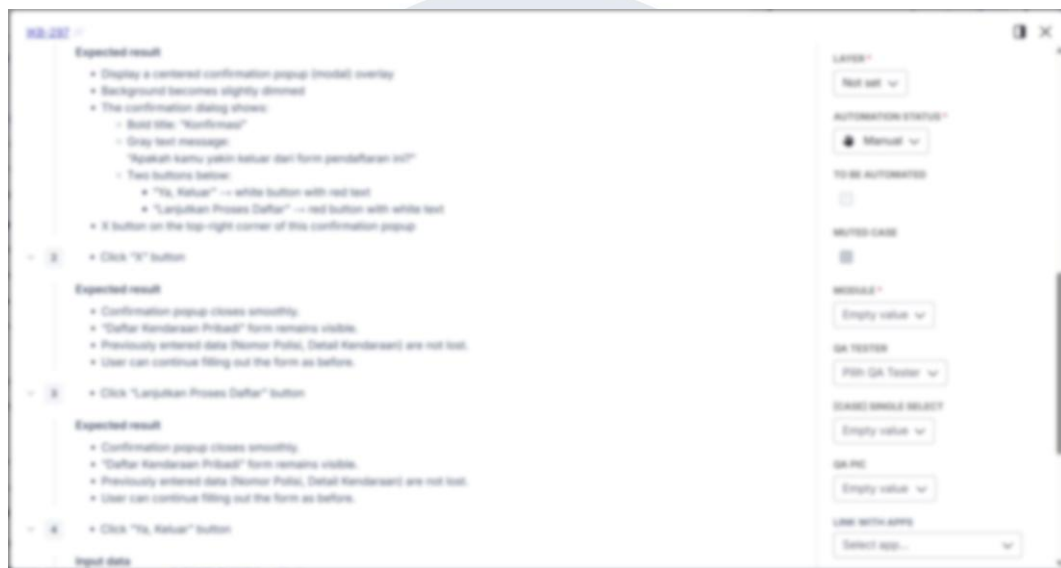 IKB-297
Expected result
• Display a centered confirmation popup (modal) overlay
• Background becomes slightly dimmed
• The confirmation dialog shows:
◦ Bold title: "Konfirmasi"
◦ Gray text message:
"Apakah kamu yakin keluar dari form pendaftaran ini?"
◦ Two buttons below:
▪ "Ya, Keluar" → white button with red text
▪ "Lanjutkan Proses Daftar" → red button with white text
• X button on the top-right corner of this confirmation popup
2 • Click "X" button
Expected result
• Confirmation popup closes smoothly.
• "Daftar Kendaraan Pribadi" form remains visible.
• Previously entered data (Nomor Polisi, Detail Kendaraan) are not lost.
• User can continue filling out the form as before.
3 • Click "Lanjutkan Proses Daftar" button
Expected result
• Confirmation popup closes smoothly.
• "Daftar Kendaraan Pribadi" form remains visible.
• Previously entered data (Nomor Polisi, Detail Kendaraan) are not lost.
• User can continue filling out the form as before.
4 • Click "Ya, Keluar" button
Input data
LAYER *
Not set
AUTOMATION STATUS *
Manual
TO BE AUTOMATED
MUTED CASE
MODULE *
Empty value
QA TESTER
Pilih QA Tester
[CASE] SINGLE SELECT
Empty value
QA PIC
Empty value
LINK WITH APPS
Select app...